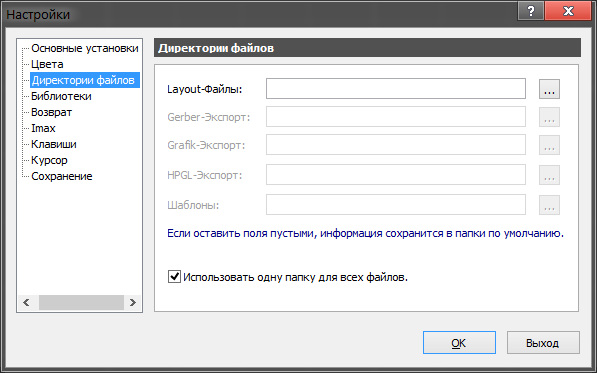 Настройки
?
Основные установки
Цвета
Директории файлов
Библиотеки
Возврат
Imax
Клавиши
Курсор
Сохранение
Директории файлов
Layout-Файлы:
...
Gerber-Экспорт:
...
Grafik-Экспорт:
...
HPGL-Экспорт:
...
Шаблоны:
...
Если оставить поля пустыми, информация сохранится в папки по умолчанию.
Использовать одну папку для всех файлов.
OK
Выход